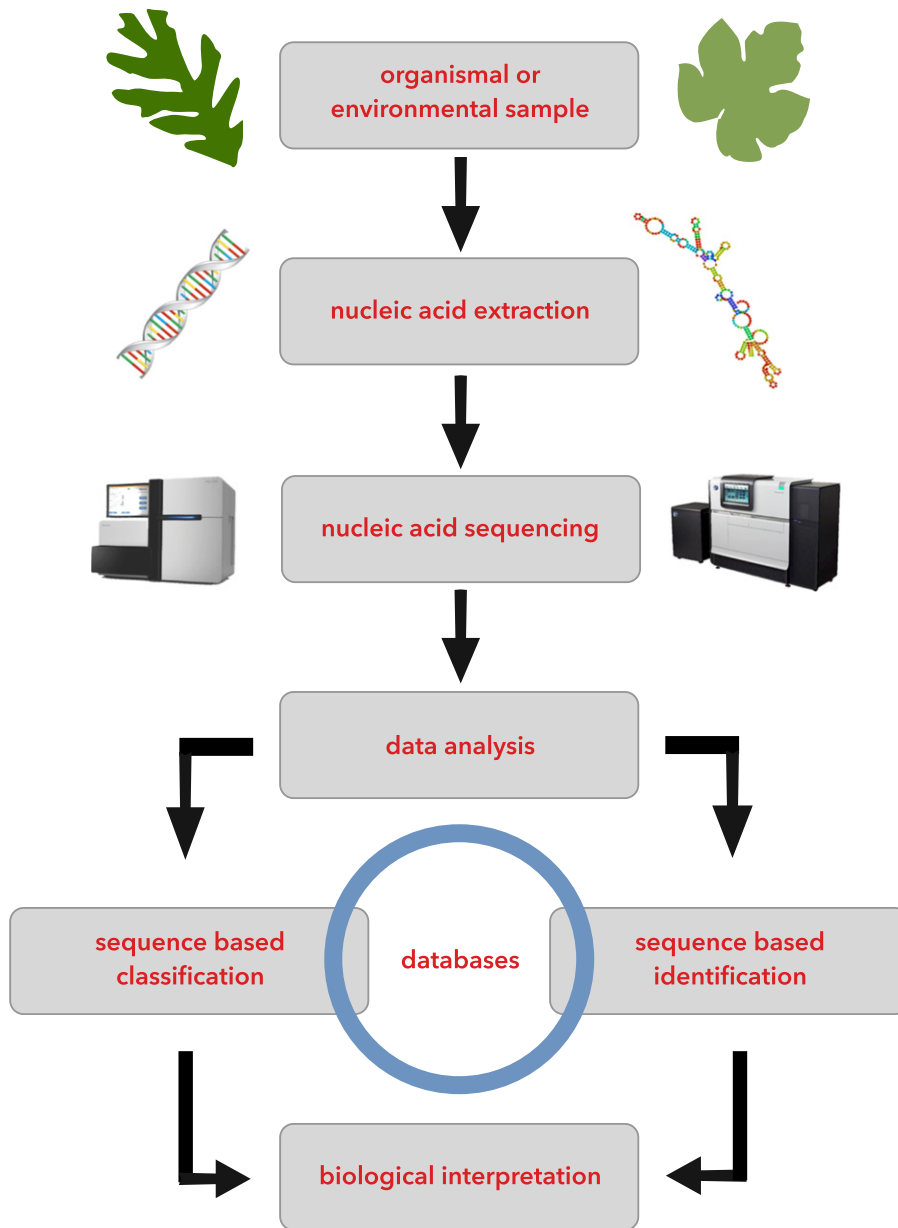 organismal or
environmental sample
nucleic acid extraction
nucleic acid sequencing
data analysis
sequence based
classification
databases
sequence based
identification
biological interpretation